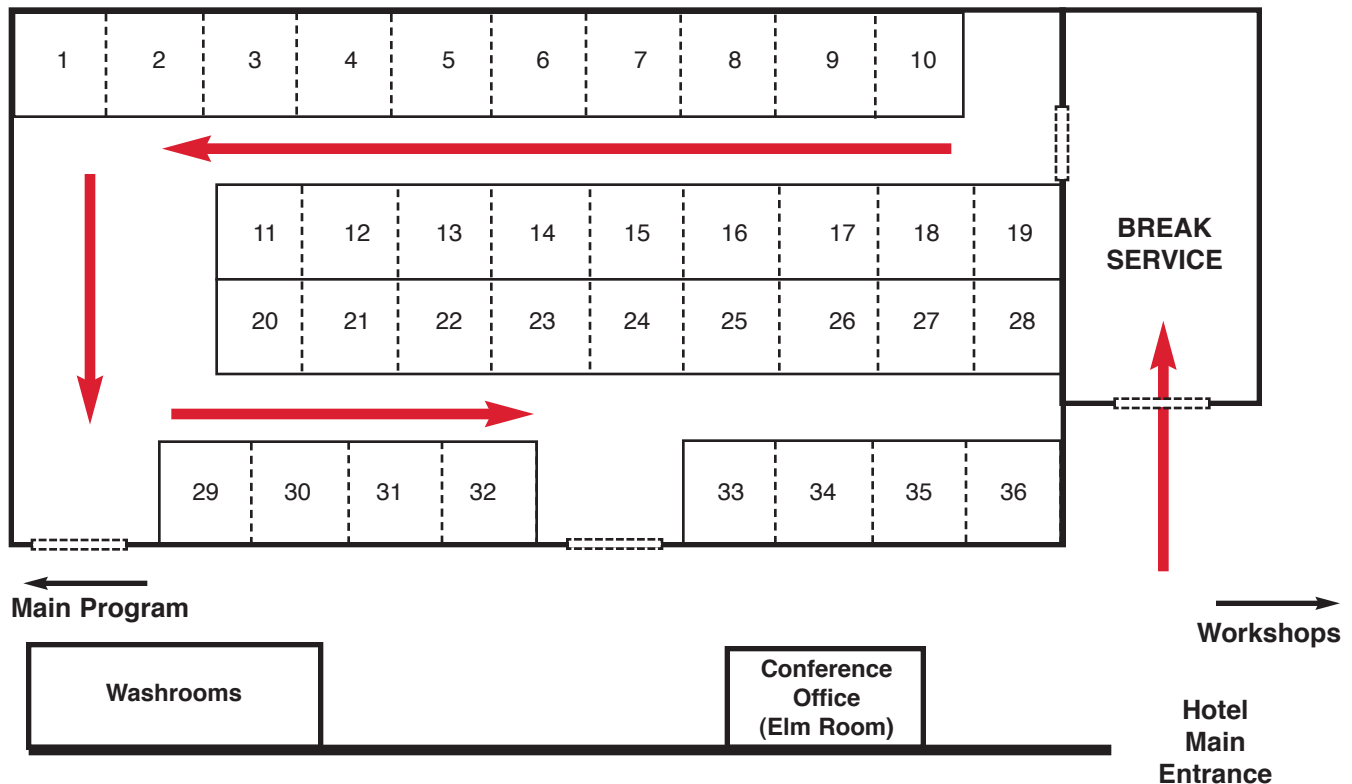 1 2 3 4 5 6 7 8 9 10
11 12 13 14 15 16 17 18 19
BREAK
SERVICE
20 21 22 23 24 25 26 27 28
29 30 31 32 33 34 35 36
Main Program
Workshops
Washrooms
Conference
Office
(Elm Room)
Hotel
Main
Entrance